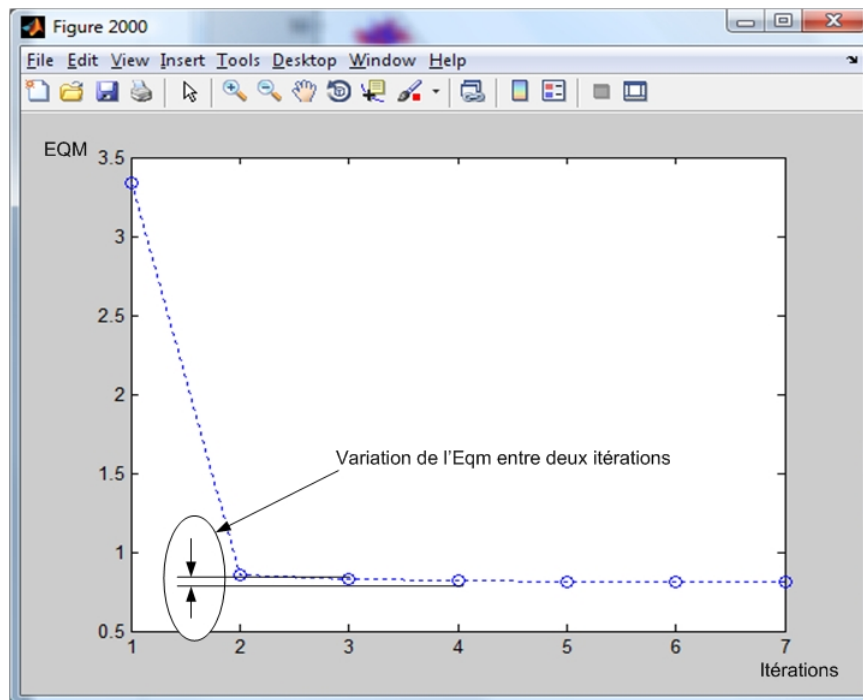 Figure 2000
File Edit View Insert Tools Desktop Window Help
EQM
3.5
3
2.5
2
1.5
1
0.5
Variation de l'Eqm entre deux itérations
1 2 3 4 5 6 7
Itérations